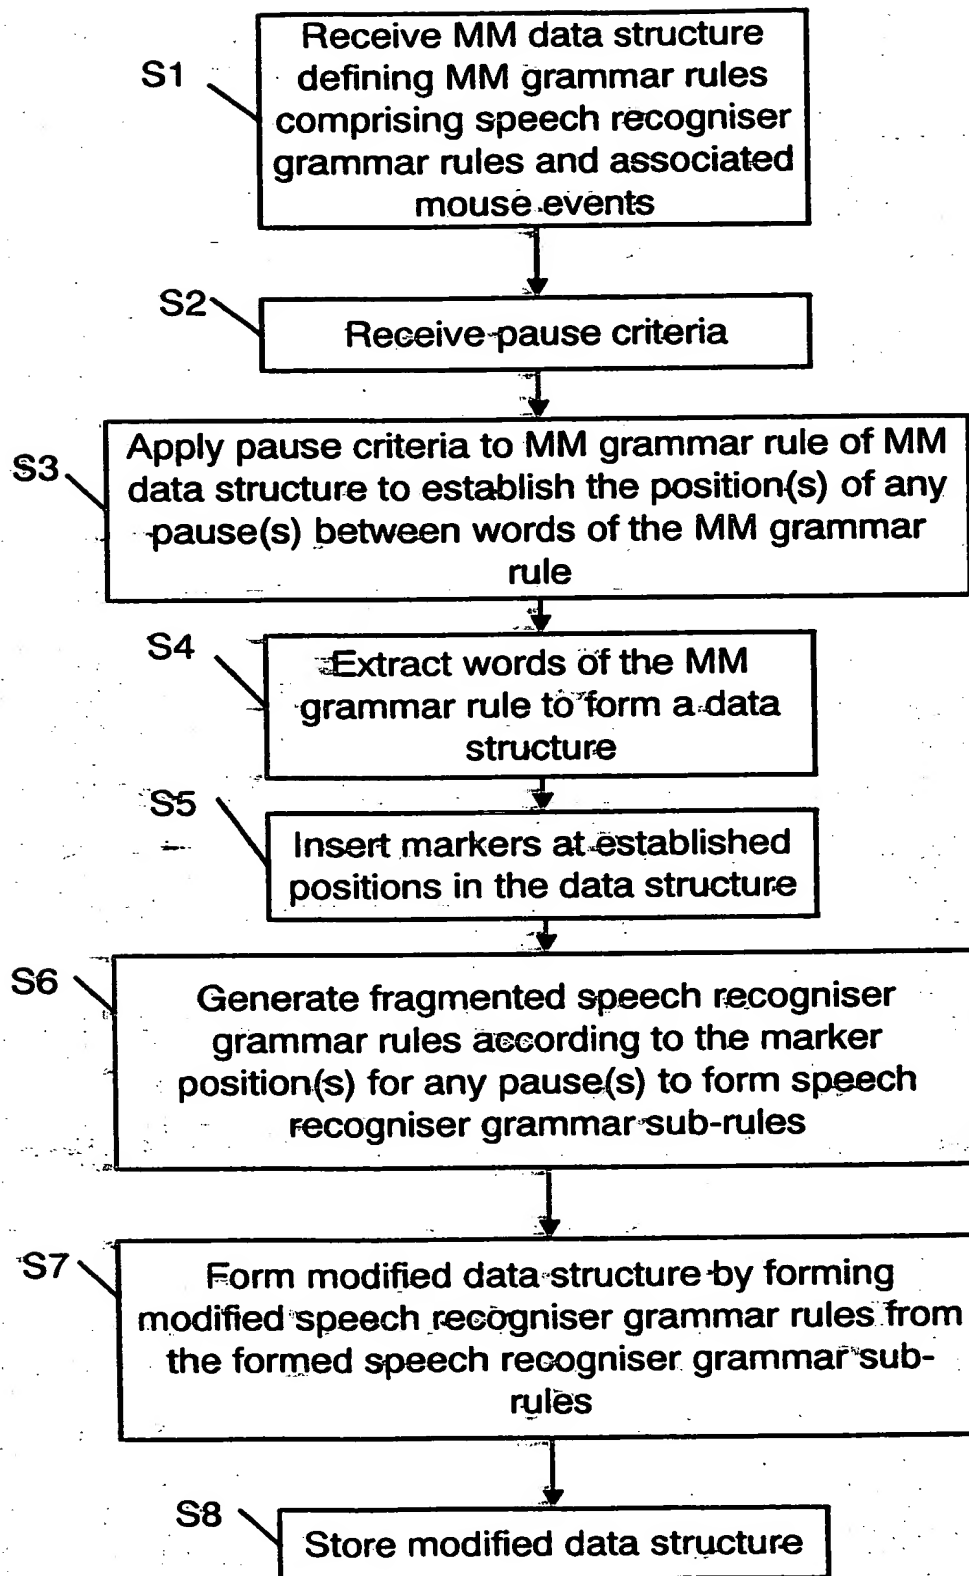 S1
Receive MM data structure
defining MM grammar rules
comprising speech recogniser
grammar rules and associated
mouse events
S2
Receive pause criteria
S3
Apply pause criteria to MM grammar rule of MM
data structure to establish the position(s) of any
pause(s) between words of the MM grammar
rule
S4
Extract words of the MM
grammar rule to form a data
structure
S5
Insert markers at established
positions in the data structure
S6
Generate fragmented speech recogniser
grammar rules according to the marker
position(s) for any pause(s) to form speech
recogniser grammar sub-rules
S7
Form modified data structure by forming
modified speech recogniser grammar rules from
the formed speech recogniser grammar sub-
rules
S8
Store modified data structure